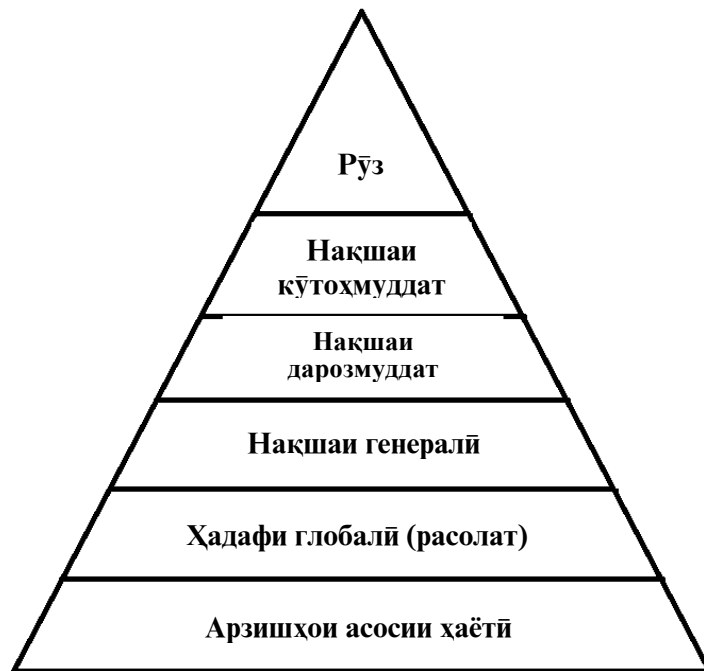 Рӯз
Нақшаи
кӯтоҳмуддат
Нақшаи
дарозмуддат
Нақшаи генералӣ
Ҳадафи глобалӣ (расолат)
Арзишҳои асосии ҳаётӣ